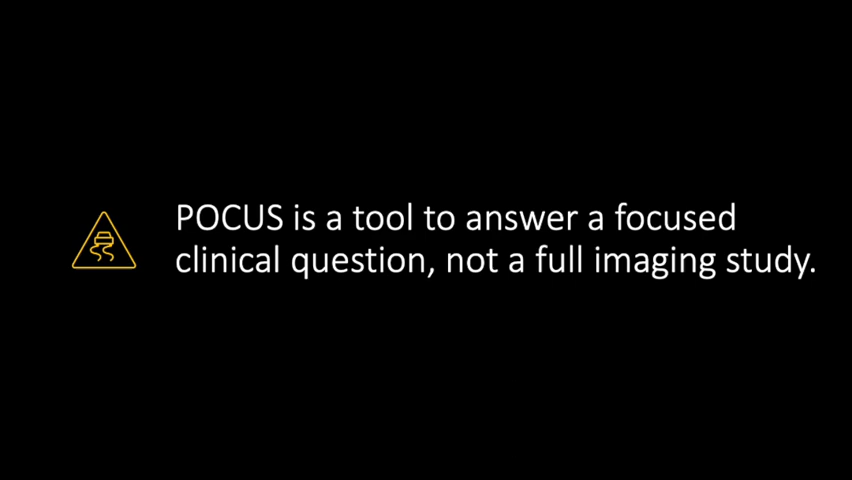 POCUS is a tool to answer a focused
clinical question, not a full imaging study.